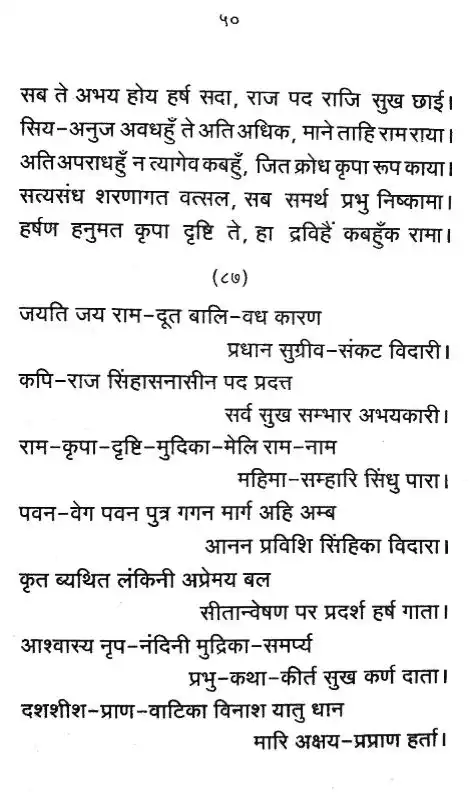 ५०
सब ते अभय होय हर्ष सदा, राज पद राजि सुख छाई।
सिय-अनुज अवधहुँ ते अति अधिक, माने ताहि राम राया।
अति अपराधहुँ न त्यागेव कबहुँ, जित क्रोध कृपा रूप काया।
सत्यसंध शरणागत वत्सल, सब समर्थ प्रभु निष्कामा।
हर्षण हनुमत कृपा दृष्टि ते, हा द्रविहैं कबहुँक रामा।
(८७)
जयति जय राम-दूत बालि-वध कारण
प्रधान सुग्रीव-संकट विदारी।
कपि-राज सिंहासनासीन पद प्रदत्त
सर्व सुख सम्भार अभयकारी।
राम-कृपा-दृष्टि-मुदिका-मेलि राम-नाम
महिमा-सम्हारि सिंधु पारा।
पवन-वेग पवन पुत्र गगन मार्ग अहि अम्ब
आनन प्रविशि सिंहिका विदारा।
कृत ब्यथित लंकिनी अप्रेमय बल
सीतान्वेषण पर प्रदर्श हर्ष गाता।
आश्वास्य नृप-नंदिनी मुद्रिका-समर्प्य
प्रभु-कथा-कीर्त सुख कर्ण दाता।
दशशीश-प्राण-वाटिका विनाश यातु धान
मारि अक्षय-प्रप्राण हर्ता।